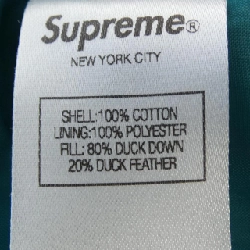 Supreme®
NEW YORK CITY
SHELL:100% COTTON
LINING:100% POLYESTER
FILL: 80% DUCK DOWN
20% DUCK FEATHER